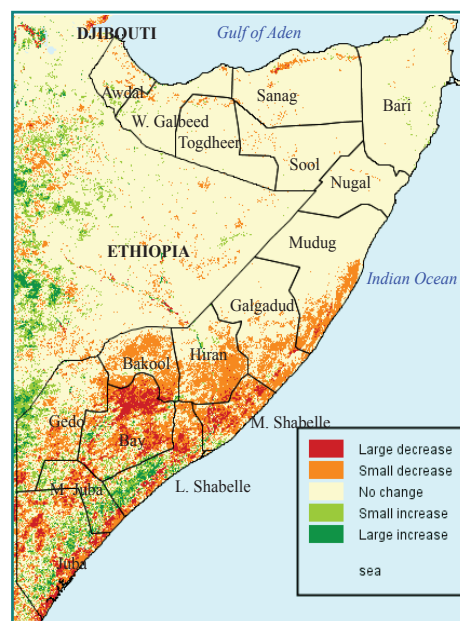 DJIBOUTI
Gulf of Aden
Awdal
Sanag
Bari
W. Galbeed
Togdheer
Sool
Nugal
Mudug
ETHIOPIA
Indian Ocean
Galgadud
Hiran
Bakool
Gedo
M. Shabelle
Bay
L. Shabelle
M. Juba
Juba
Large decrease
Small decrease
No change
Small increase
Large increase
sea